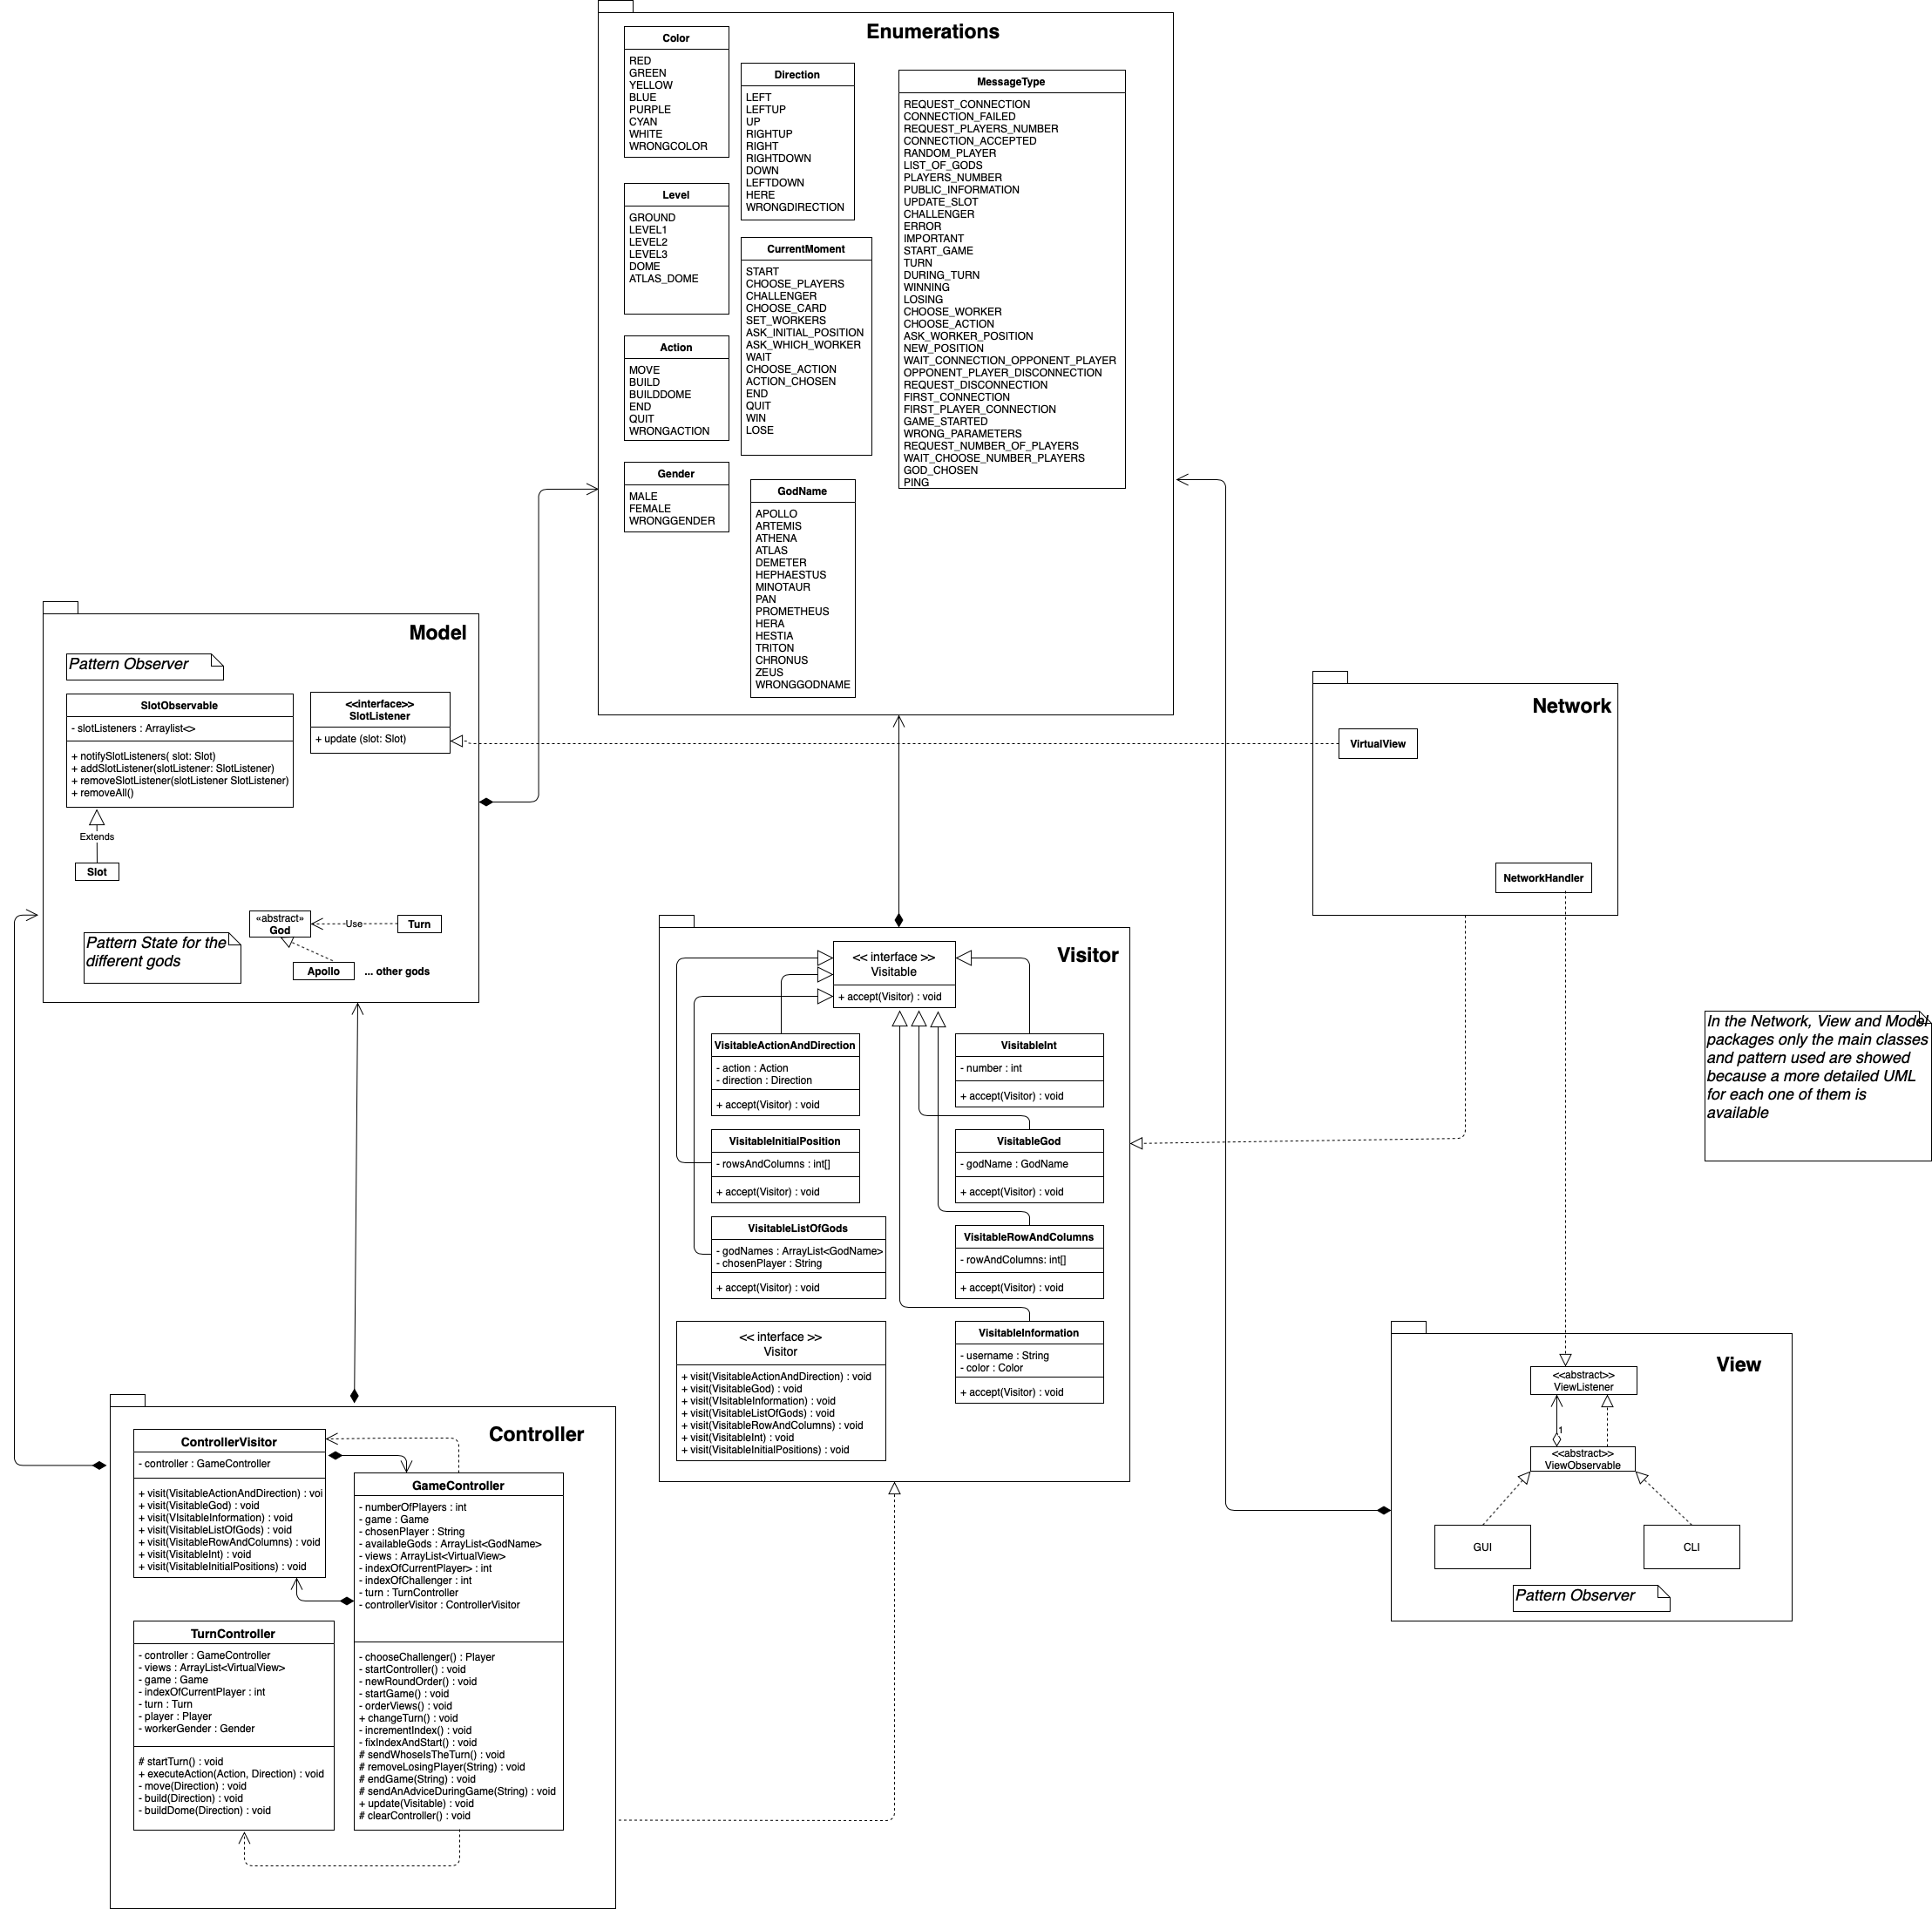 Enumerations
Color
RED
GREEN
YELLOW
BLUE
PURPLE
CYAN
WHITE
WRONGCOLOR
Direction
LEFT
LEFTUP
UP
RIGHTUP
RIGHT
RIGHTDOWN
DOWN
LEFTDOWN
HERE
WRONGDIRECTION
MessageType
REQUEST_CONNECTION
CONNECTION_FAILED
REQUEST_PLAYERS_NUMBER
CONNECTION_ACCEPTED
RANDOM_PLAYER
LIST_OF_GODS
PLAYERS_NUMBER
PUBLIC_INFORMATION
UPDATE_SLOT
CHALLENGER
ERROR
IMPORTANT
START_GAME
TURN
DURING_TURN
WINNING
LOSING
CHOOSE_WORKER
CHOOSE_ACTION
ASK_WORKER_POSITION
NEW_POSITION
WAIT_CONNECTION_OPPONENT_PLAYER
OPPONENT_PLAYER_DISCONNECTION
REQUEST_DISCONNECTION
FIRST_CONNECTION
FIRST_PLAYER_CONNECTION
GAME_STARTED
WRONG_PARAMETERS
REQUEST_NUMBER_OF_PLAYERS
WAIT_CHOOSE_NUMBER_PLAYERS
GOD_CHOSEN
PING
Level
GROUND
LEVEL1
LEVEL2
LEVEL3
DOME
ATLAS_DOME
CurrentMoment
START
CHOOSE_PLAYERS
CHALLENGER
CHOOSE_CARD
SET_WORKERS
ASK_INITIAL_POSITION
ASK_WHICH_WORKER
WAIT
CHOOSE_ACTION
ACTION_CHOSEN
END
QUIT
WIN
LOSE
Action
MOVE
BUILD
BUILDDOME
END
QUIT
WRONGACTION
Gender
MALE
FEMALE
WRONGGENDER
GodName
APOLLO
ARTEMIS
ATHENA
ATLAS
DEMETER
HEPHAESTUS
MINOTAUR
PAN
PROMETHEUS
HERA
HESTIA
TRITON
CHRONUS
ZEUS
WRONGGODNAME
Model
Pattern Observer
SlotObservable
- slotListeners : Arraylist<>
+ notifySlotListeners( slot: Slot)
+ addSlotListener(slotListener: SlotListener)
+ removeSlotListener(slotListener SlotListener)
+ removeAll()
<<interface>>
SlotListener
+ update (slot: Slot)
Extends
Slot
«abstract»
God
Use
Turn
Pattern State for the
different gods
Apollo
... other gods
Network
VirtualView
NetworkHandler
Visitor
<< interface >>
Visitable
+ accept(Visitor) : void
VisitableActionAndDirection
- action : Action
- direction : Direction
+ accept(Visitor) : void
VisitableInt
- number : int
+ accept(Visitor) : void
VisitableInitialPosition
- rowsAndColumns : int[]
+ accept(Visitor) : void
VisitableGod
- godName : GodName
+ accept(Visitor) : void
VisitableListOfGods
- godNames : ArrayList<GodName>
- chosenPlayer : String
+ accept(Visitor) : void
VisitableRowAndColumns
- rowAndColumns: int[]
+ accept(Visitor) : void
<< interface >>
Visitor
+ visit(VisitableActionAndDirection) : void
+ visit(VisitableGod) : void
+ visit(VIsitableInformation) : void
+ visit(VisitableListOfGods) : void
+ visit(VisitableRowAndColumns) : void
+ visit(VisitableInt) : void
+ visit(VisitableInitialPositions) : void
VisitableInformation
- username : String
- color : Color
+ accept(Visitor) : void
In the Network, View and Model
packages only the main classes
and pattern used are showed
because a more detailed UML
for each one of them is
available
View
<<abstract>>
ViewListener
1
<<abstract>>
ViewObservable
GUI
CLI
Pattern Observer
Controller
ControllerVisitor
- controller : GameController
+ visit(VisitableActionAndDirection) : voi
+ visit(VisitableGod) : void
+ visit(VIsitableInformation) : void
+ visit(VisitableListOfGods) : void
+ visit(VisitableRowAndColumns) : void
+ visit(VisitableInt) : void
+ visit(VisitableInitialPositions) : void
GameController
- numberOfPlayers : int
- game : Game
- chosenPlayer : String
- availableGods : ArrayList<GodName>
- views : ArrayList<VirtualView>
- indexOfCurrentPlayer> : int
- indexOfChallenger : int
- turn : TurnController
- controllerVisitor : ControllerVisitor
- chooseChallenger() : Player
- startController() : void
- newRoundOrder() : void
- startGame() : void
- orderViews() : void
+ changeTurn() : void
- incrementIndex() : void
- fixIndexAndStart() : void
# sendWhoseIsTheTurn() : void
# removeLosingPlayer(String) : void
# endGame(String) : void
# sendAnAdviceDuringGame(String) : void
+ update(Visitable) : void
# clearController() : void
TurnController
- controller : GameController
- views : ArrayList<VirtualView>
- game : Game
- indexOfCurrentPlayer : int
- turn : Turn
- player : Player
- workerGender : Gender
# startTurn() : void
+ executeAction(Action, Direction) : void
- move(Direction) : void
- build(Direction) : void
- buildDome(Direction) : void